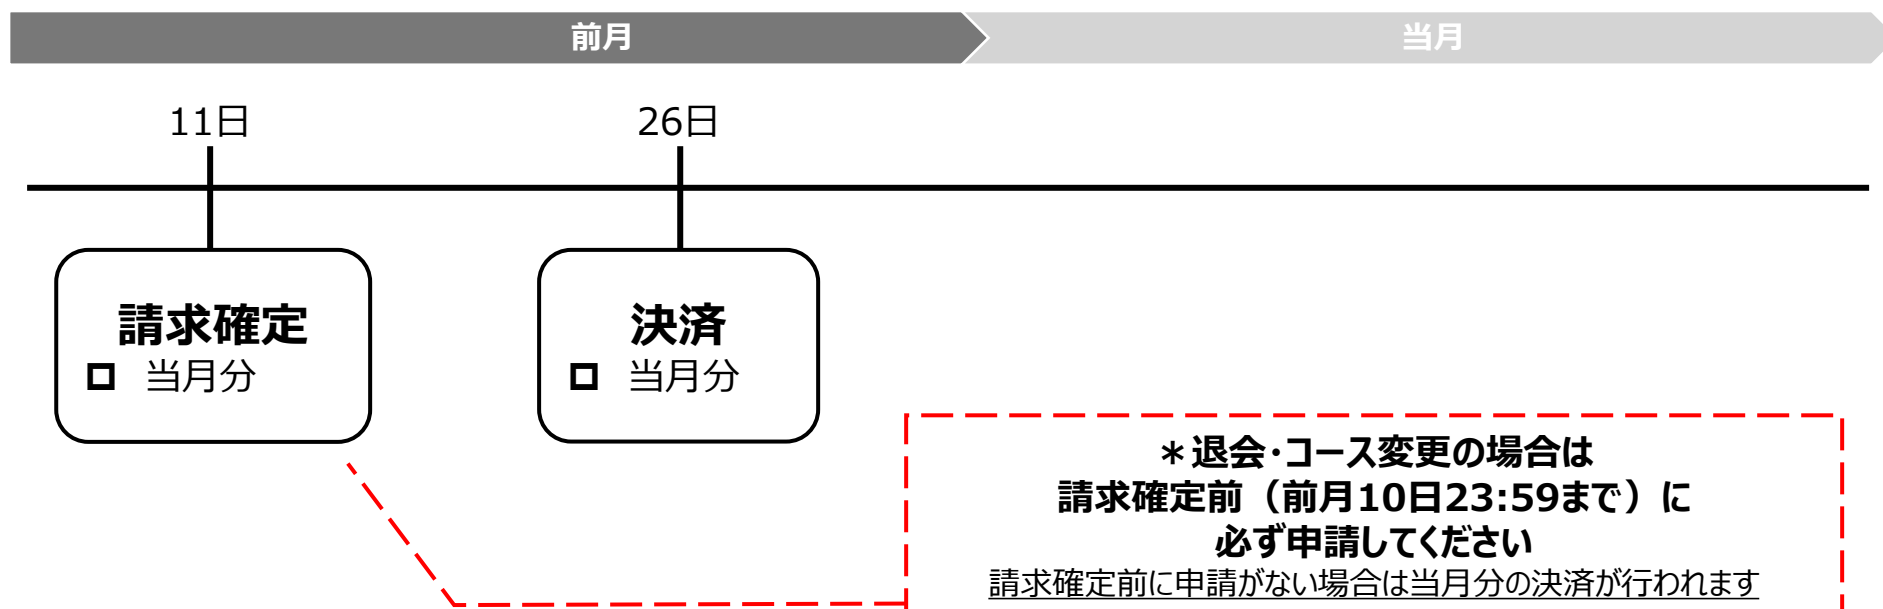 前月
当月
11日
26日
請求確定
当月分
決済
当月分
＊退会･コース変更の場合は
請求確定前（前月10日23:59まで）に
必ず申請してください
請求確定前に申請がない場合は当月分の決済が行われます